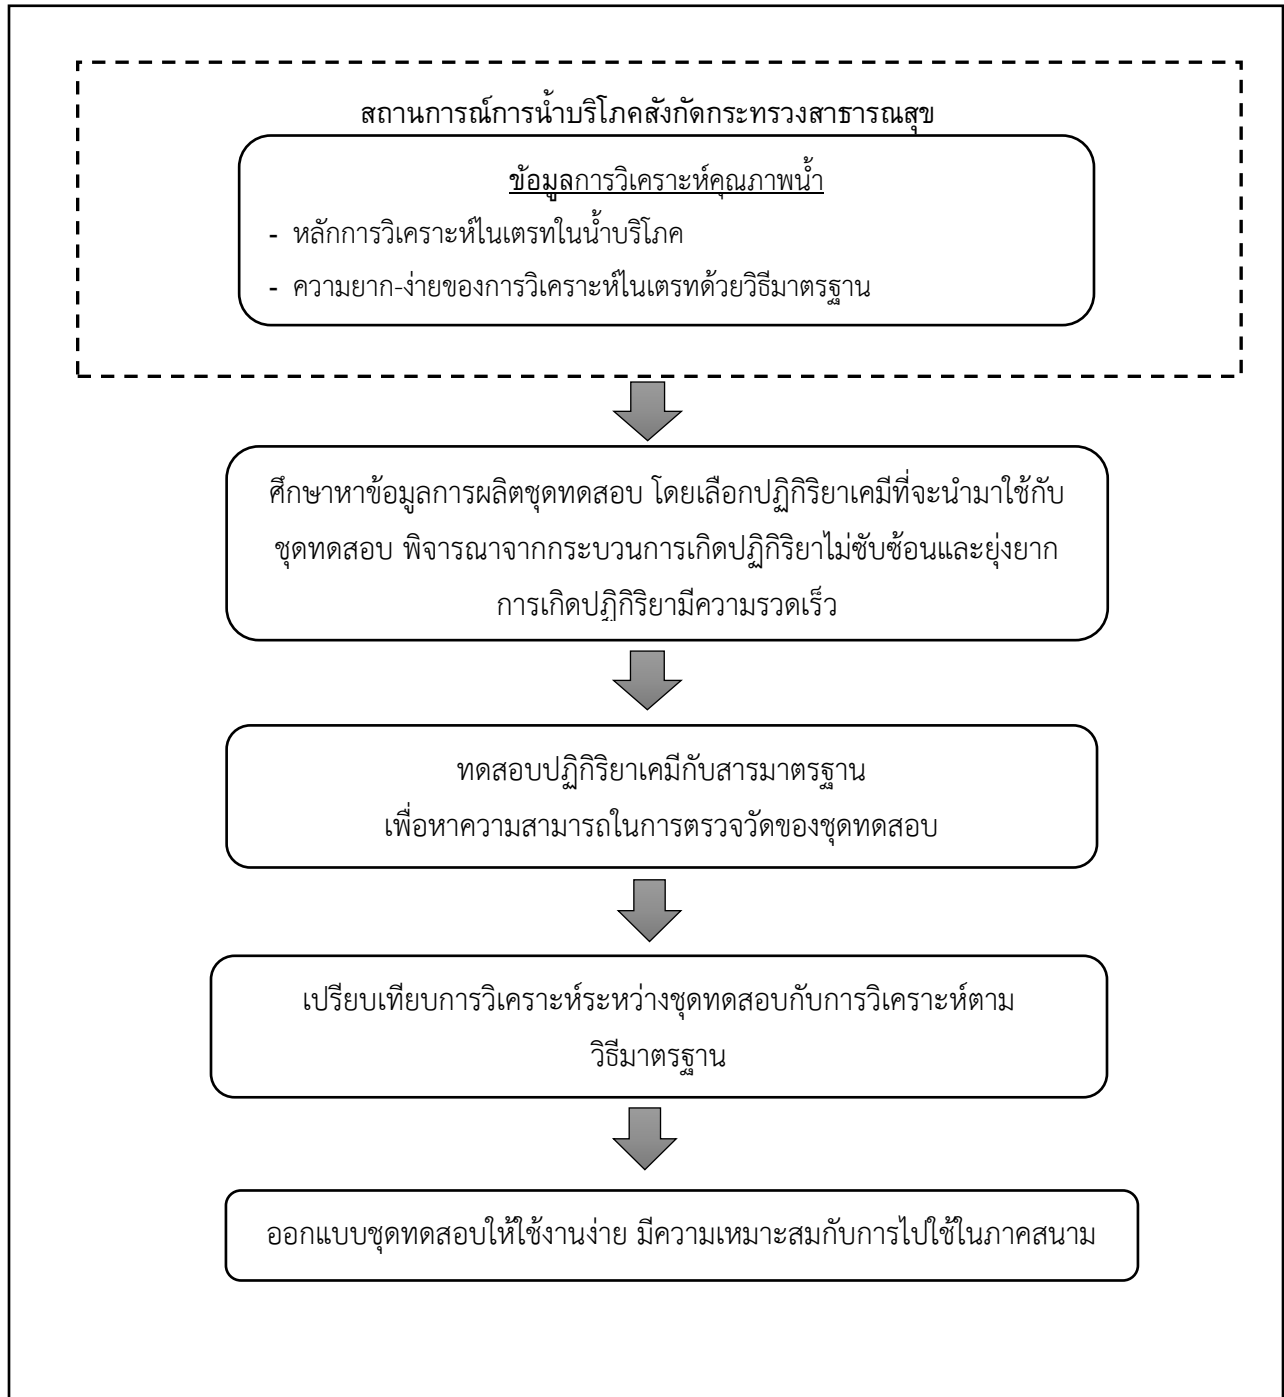 สถานการณ์การน้ำบริโภคสังกัดกระทรวงสาธารณสุข
ข้อมูลการวิเคราะห์คุณภาพน้ำ
- หลักการวิเคราะห์ไนเตรทในน้ำบริโภค
- ความยาก-ง่ายของการวิเคราะห์ไนเตรทด้วยวิธีมาตรฐาน
ศึกษาหาข้อมูลการผลิตชุดทดสอบ โดยเลือกปฏิกิริยาเคมีที่จะนำมาใช้กับ
ชุดทดสอบ พิจารณาจากกระบวนการเกิดปฏิกิริยาไม่ซับซ้อนและยุ่งยาก
การเกิดปฏิกิริยามีความรวดเร็ว
ทดสอบปฏิกิริยาเคมีกับสารมาตรฐาน
เพื่อหาความสามารถในการตรวจวัดของชุดทดสอบ
เปรียบเทียบการวิเคราะห์ระหว่างชุดทดสอบกับการวิเคราะห์ตาม
วิธีมาตรฐาน
ออกแบบชุดทดสอบให้ใช้งานง่าย มีความเหมาะสมกับการไปใช้ในภาคสนาม